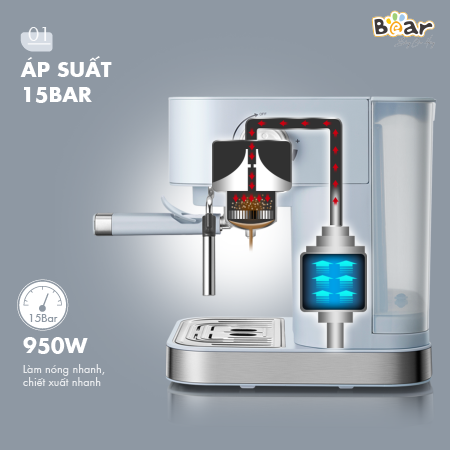 01
Bear
ÁP SUẤT
15BAR
15Bar
950W
Làm nóng nhanh,
chiết xuất nhanh